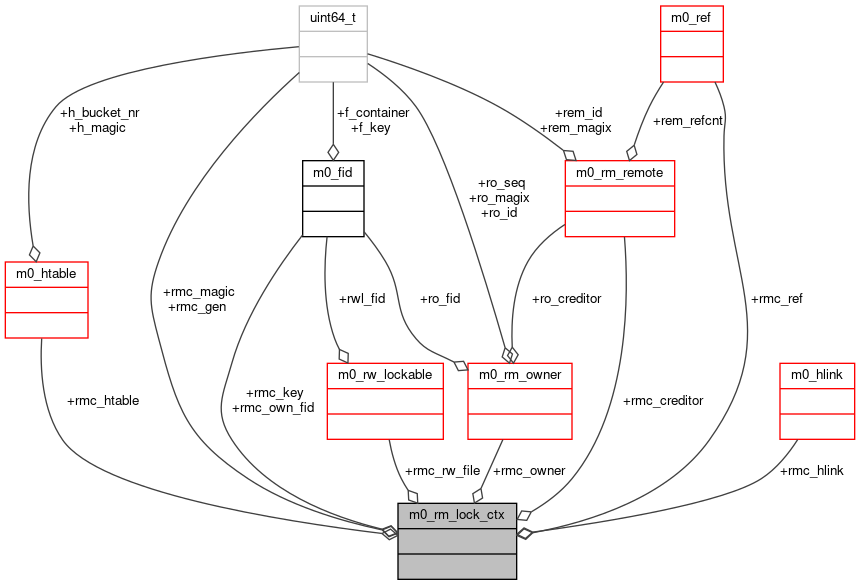 uint64_t
m0_ref
+h_bucket_nr
+h_magic
+f_container
+f_key
+rem_id
+rem_magix
+rem_refcnt
m0_fid
m0_rm_remote
+ro_seq
+ro_magix
+ro_id
m0_htable
+rmc_magic
+rmc_gen
+rwl_fid
+ro_fid
+ro_creditor
+rmc_ref
m0_rw_lockable
m0_rm_owner
m0_hlink
+rmc_htable
+rmc_key
+rmc_own_fid
+rmc_creditor
+rmc_rw_file
+rmc_owner
+rmc_hlink
m0_rm_lock_ctx